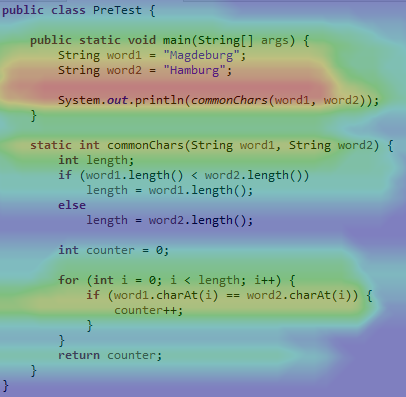 public class PreTest {
public static void main(String[] args) {
String word1 = "Magdeburg";
String word2 = "Hamburg";
System.out.println(commonChars(word1, word2));
}
static int commonChars(String word1, String word2) {
int length;
if (word1.length() < word2.length())
length = word1.length();
else
length = word2.length();
int counter = 0;
for (int i = 0; i < length; i++) {
if (word1.charAt(i) == word2.charAt(i)) {
counter++;
}
}
return counter;
}
}